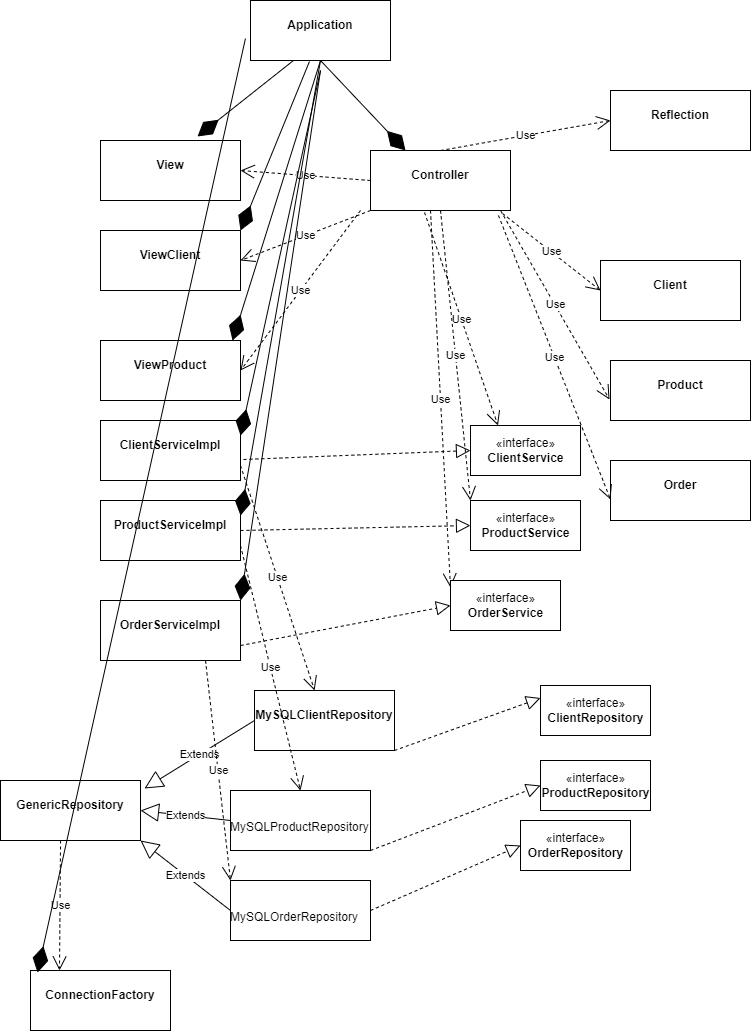 Application
Reflection
Use
View
Use
Controller
ViewClient
Use
Use
Client
Use
Use
Product
Use
ViewProduct
Use
Use
Use
ClientServiceImpl
«interface»
ClientService
Order
ProductServiceImpl
«interface»
ProductService
Use
«interface»
OrderService
OrderServiceImpl
Use
MySQLClientRepository
«interface»
ClientRepository
Extends
Use
«interface»
ProductRepository
GenericRepository
Extends
MySQLProductRepository
«interface»
OrderRepository
Extends
Use
MySQLOrderRepository
ConnectionFactory